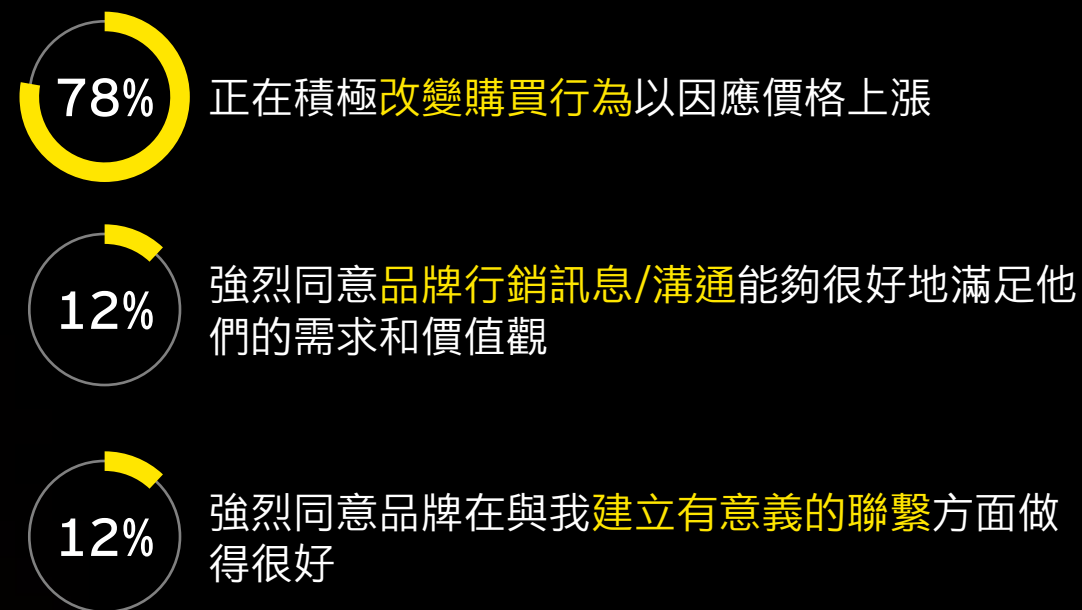 78%
正在積極改變購買行為以因應價格上漲
12%
強烈同意品牌行銷訊息/溝通能夠很好地滿足他
們的需求和價值觀
12%
強烈同意品牌在與我建立有意義的聯繫方面做
得很好